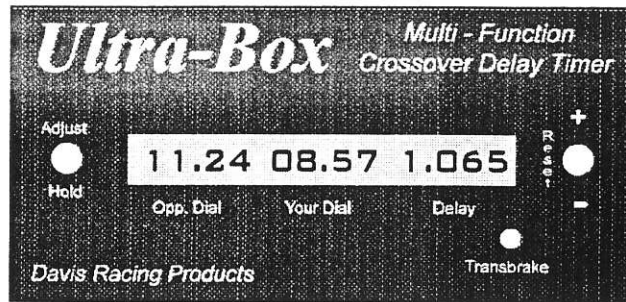 Ultra-Box
Multi - Function
Crossover Delay Timer
Adjust
Hold
11.24 08.57 1.065
Opp. Dial Your Dial Delay
Reset
+
-
Transbrake
Davis Racing Products